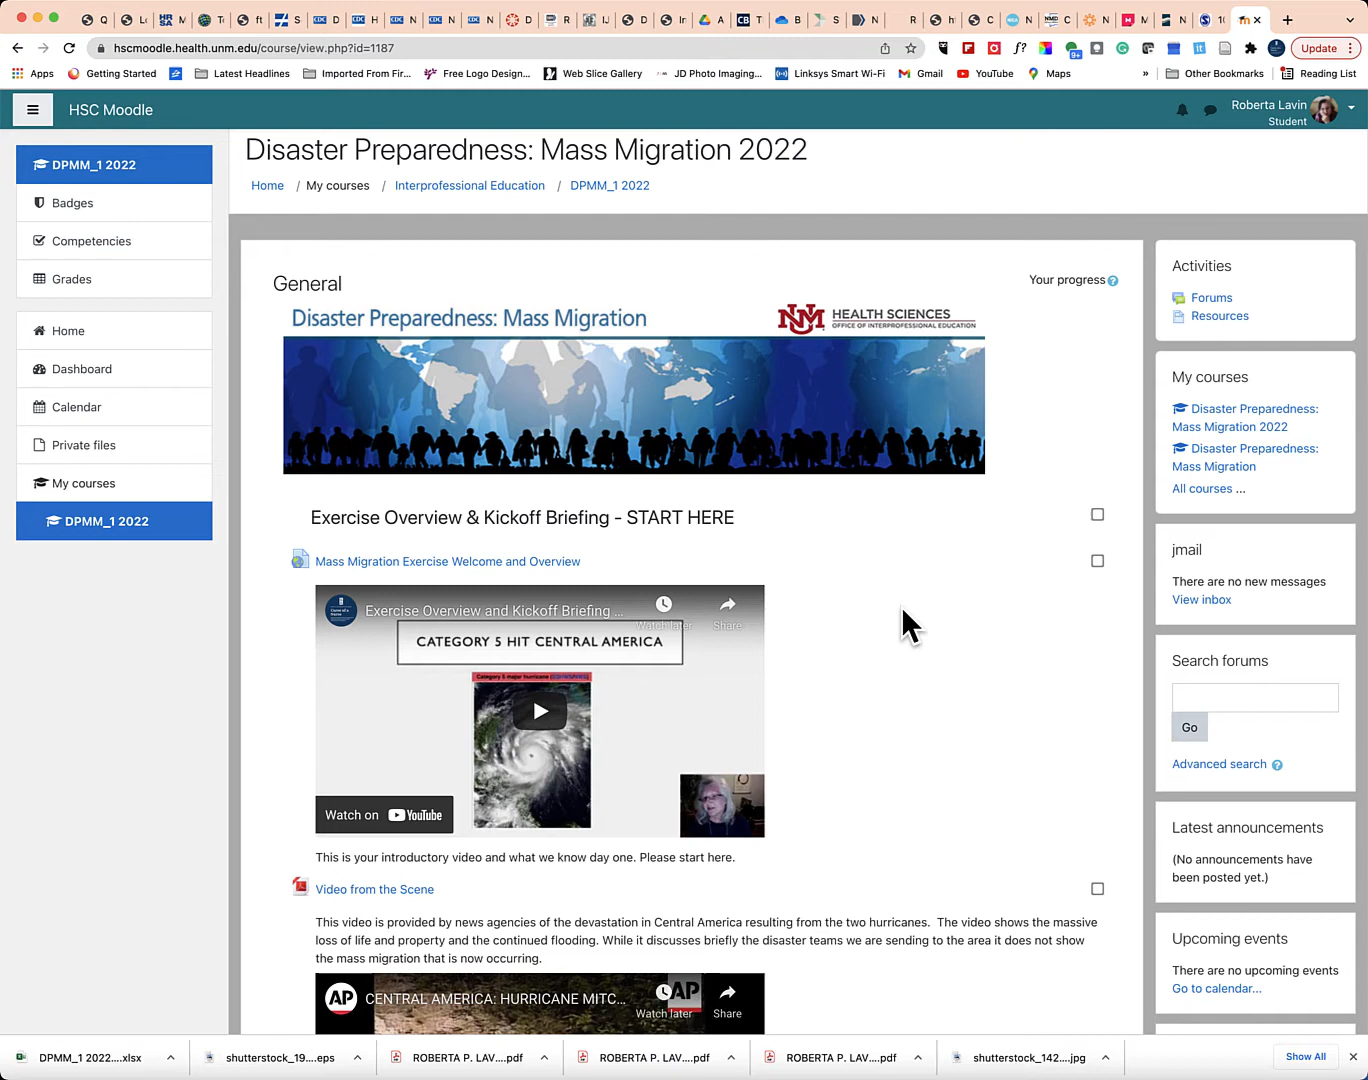 hscmoodle.health.unm.edu/course/view.php?id=1187
Update
Apps
Getting Started
Latest Headlines
Imported From Fir...
Free Logo Design...
Web Slice Gallery
JD Photo Imaging...
Linksys Smart Wi-Fi
Gmail
YouTube
Maps
»
Other Bookmarks
Reading List
HSC Moodle
Roberta Lavin
Student
DPMM_1 2022
Badges
Competencies
Grades
Home
Dashboard
Calendar
Private files
My courses
DPMM_1 2022
Disaster Preparedness: Mass Migration 2022
Home / My courses / Interprofessional Education / DPMM_1 2022
General
Your progress
Disaster Preparedness: Mass Migration
UNM HEALTH SCIENCES
OFFICE OF INTERPROFESSIONAL EDUCATION
Exercise Overview & Kickoff Briefing - START HERE
Mass Migration Exercise Welcome and Overview
Exercise Overview and Kickoff Briefing ...
Watch later
Share
CATEGORY 5 HIT CENTRAL AMERICA
Watch on YouTube
This is your introductory video and what we know day one. Please start here.
Video from the Scene
This video is provided by news agencies of the devastation in Central America resulting from the two hurricanes. The video shows the massive
loss of life and property and the continued flooding. While it discusses briefly the disaster teams we are sending to the area it does not show
the mass migration that is now occurring.
AP
CENTRAL AMERICA: HURRICANE MITC...
AP
Watch later
Share
Activities
Forums
Resources
My courses
Disaster Preparedness:
Mass Migration 2022
Disaster Preparedness:
Mass Migration
All courses ...
jmail
There are no new messages
View inbox
Search forums
Go
Advanced search
Latest announcements
(No announcements have
been posted yet.)
Upcoming events
There are no upcoming events
Go to calendar...
DPMM_1 2022....xlsx
shutterstock_19....eps
ROBERTA P. LAV....pdf
ROBERTA P. LAV....pdf
ROBERTA P. LAV....pdf
shutterstock_142....jpg
Show All